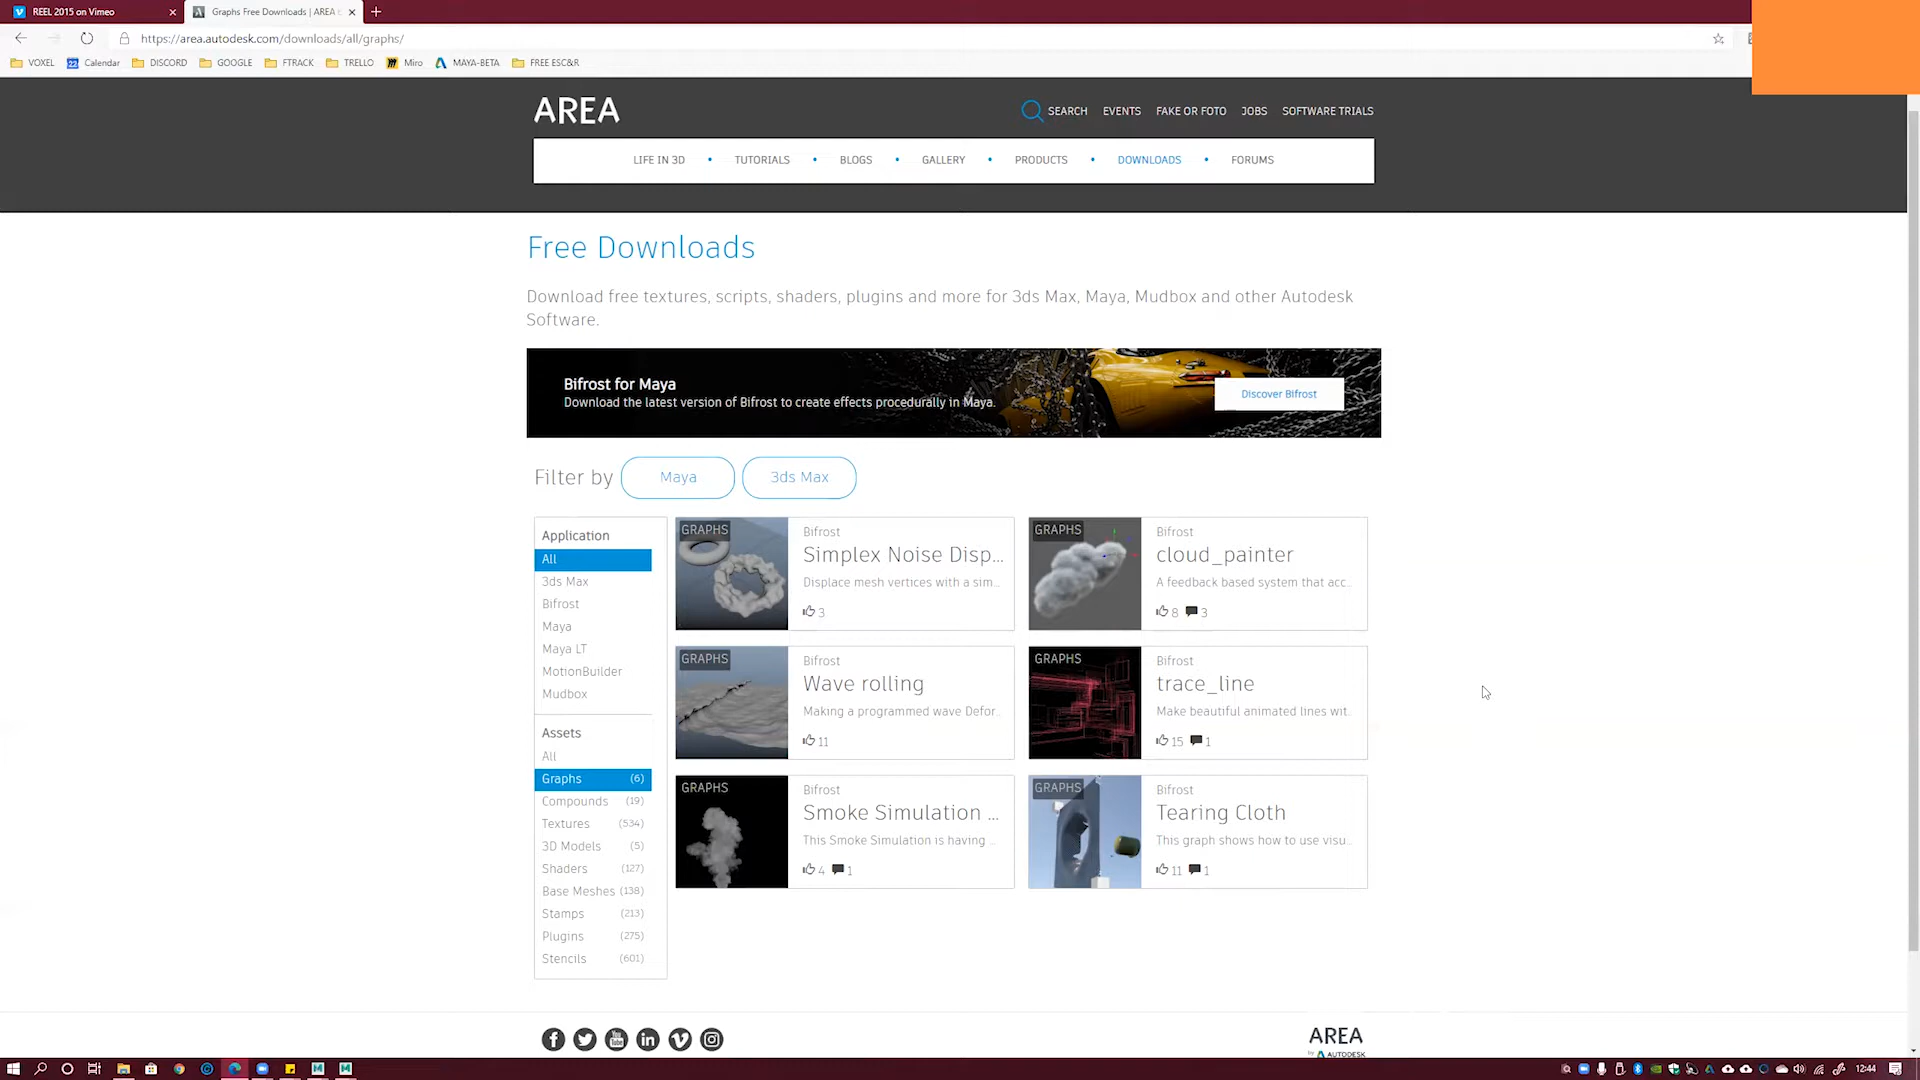 REEL 2015 on Vimeo
Graphs Free Downloads | AREA
https://area.autodesk.com/downloads/all/graphs/
VOXEL
22
Calendar
DISCORD
GOOGLE
FTRACK
TRELLO
Miro
MAYA-BETA
FREE ESC&R
AREA
SEARCH
EVENTS
FAKE OR FOTO
JOBS
SOFTWARE TRIALS
LIFE IN 3D
TUTORIALS
BLOGS
GALLERY
PRODUCTS
DOWNLOADS
FORUMS
Free Downloads
Download free textures, scripts, shaders, plugins and more for 3ds Max, Maya, Mudbox and other Autodesk
Software.
Bifrost for Maya
Download the latest version of Bifrost to create effects procedurally in Maya.
Discover Bifrost
Filter by
Maya
3ds Max
Application
All
3ds Max
Bifrost
Maya
Maya LT
MotionBuilder
Mudbox
Assets
All
Graphs (6)
Compounds (19)
Textures (534)
3D Models (5)
Shaders (127)
Base Meshes (138)
Stamps (213)
Plugins (275)
Stencils (601)
GRAPHS
Bifrost
Simplex Noise Disp...
Displace mesh vertices with a sim...
3
GRAPHS
Bifrost
cloud_painter
A feedback based system that acc...
8 3
GRAPHS
Bifrost
Wave rolling
Making a programmed wave Defor...
11
GRAPHS
Bifrost
trace_line
Make beautiful animated lines wit...
15 1
GRAPHS
Bifrost
Smoke Simulation ...
This Smoke Simulation is having ...
4 1
GRAPHS
Bifrost
Tearing Cloth
This graph shows how to use visu...
11 1
You
Tube
AREA
by AUTODESK
12:44